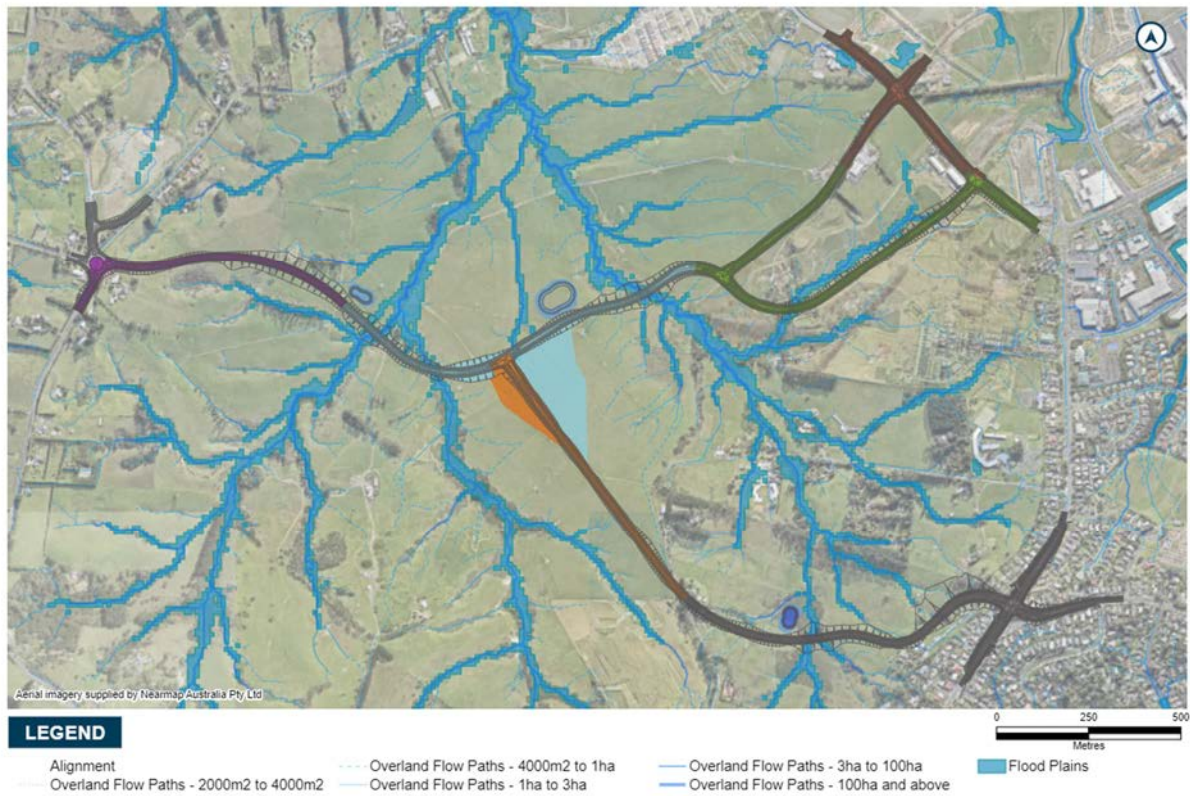 Aerial imagery supplied by Nearmap Australia Pty Ltd
LEGEND
0 250 500
Metres
Alignment
Overland Flow Paths - 2000m2 to 4000m2
Overland Flow Paths - 4000m2 to 1ha
Overland Flow Paths - 1ha to 3ha
Overland Flow Paths - 3ha to 100ha
Overland Flow Paths - 100ha and above
Flood Plains